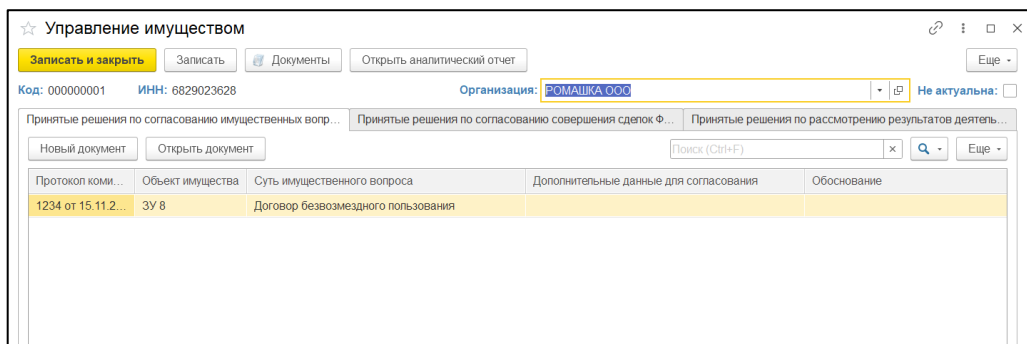 Управление имуществом
Записать и закрыть Записать Документы Открыть аналитический отчет Еще
Код: 000000001 ИНН: 6829023628 Организация: РОМАШКА ООО Не актуальна:
Принятые решения по согласованию имущественных вопр... Принятые решения по согласованию совершения сделок Ф... Принятые решения по рассмотрению результатов деятель...
Новый документ Открыть документ Поиск (Ctrl+F) × Еще
Протокол коми... Объект имущества Суть имущественного вопроса Дополнительные данные для согласования Обоснование
1234 от 15.11.2... ЗУ 8 Договор безвозмездного пользования